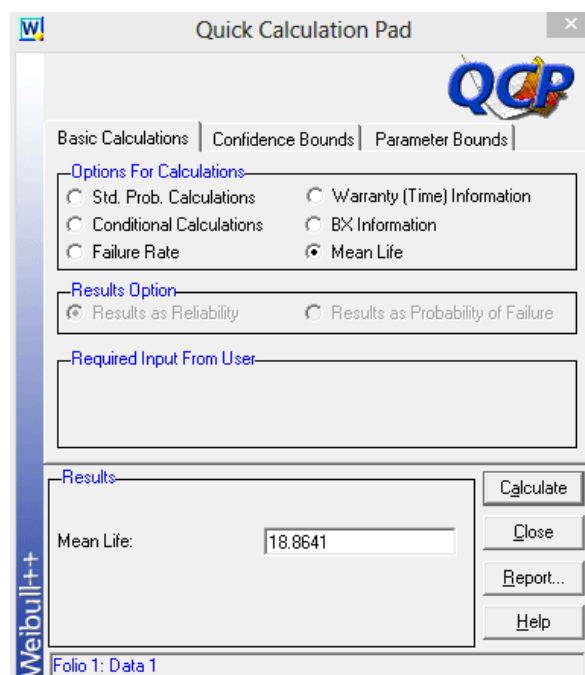 W
Quick Calculation Pad
QCP
Basic Calculations
Confidence Bounds
Parameter Bounds
Options For Calculations
Std. Prob. Calculations
Warranty (Time) Information
Conditional Calculations
BX Information
Failure Rate
Mean Life
Results Option
Results as Reliability
Results as Probability of Failure
Required Input From User
Results
Mean Life:
18.8641
Calculate
Close
Report...
Help
Weibull++
Folio 1: Data 1